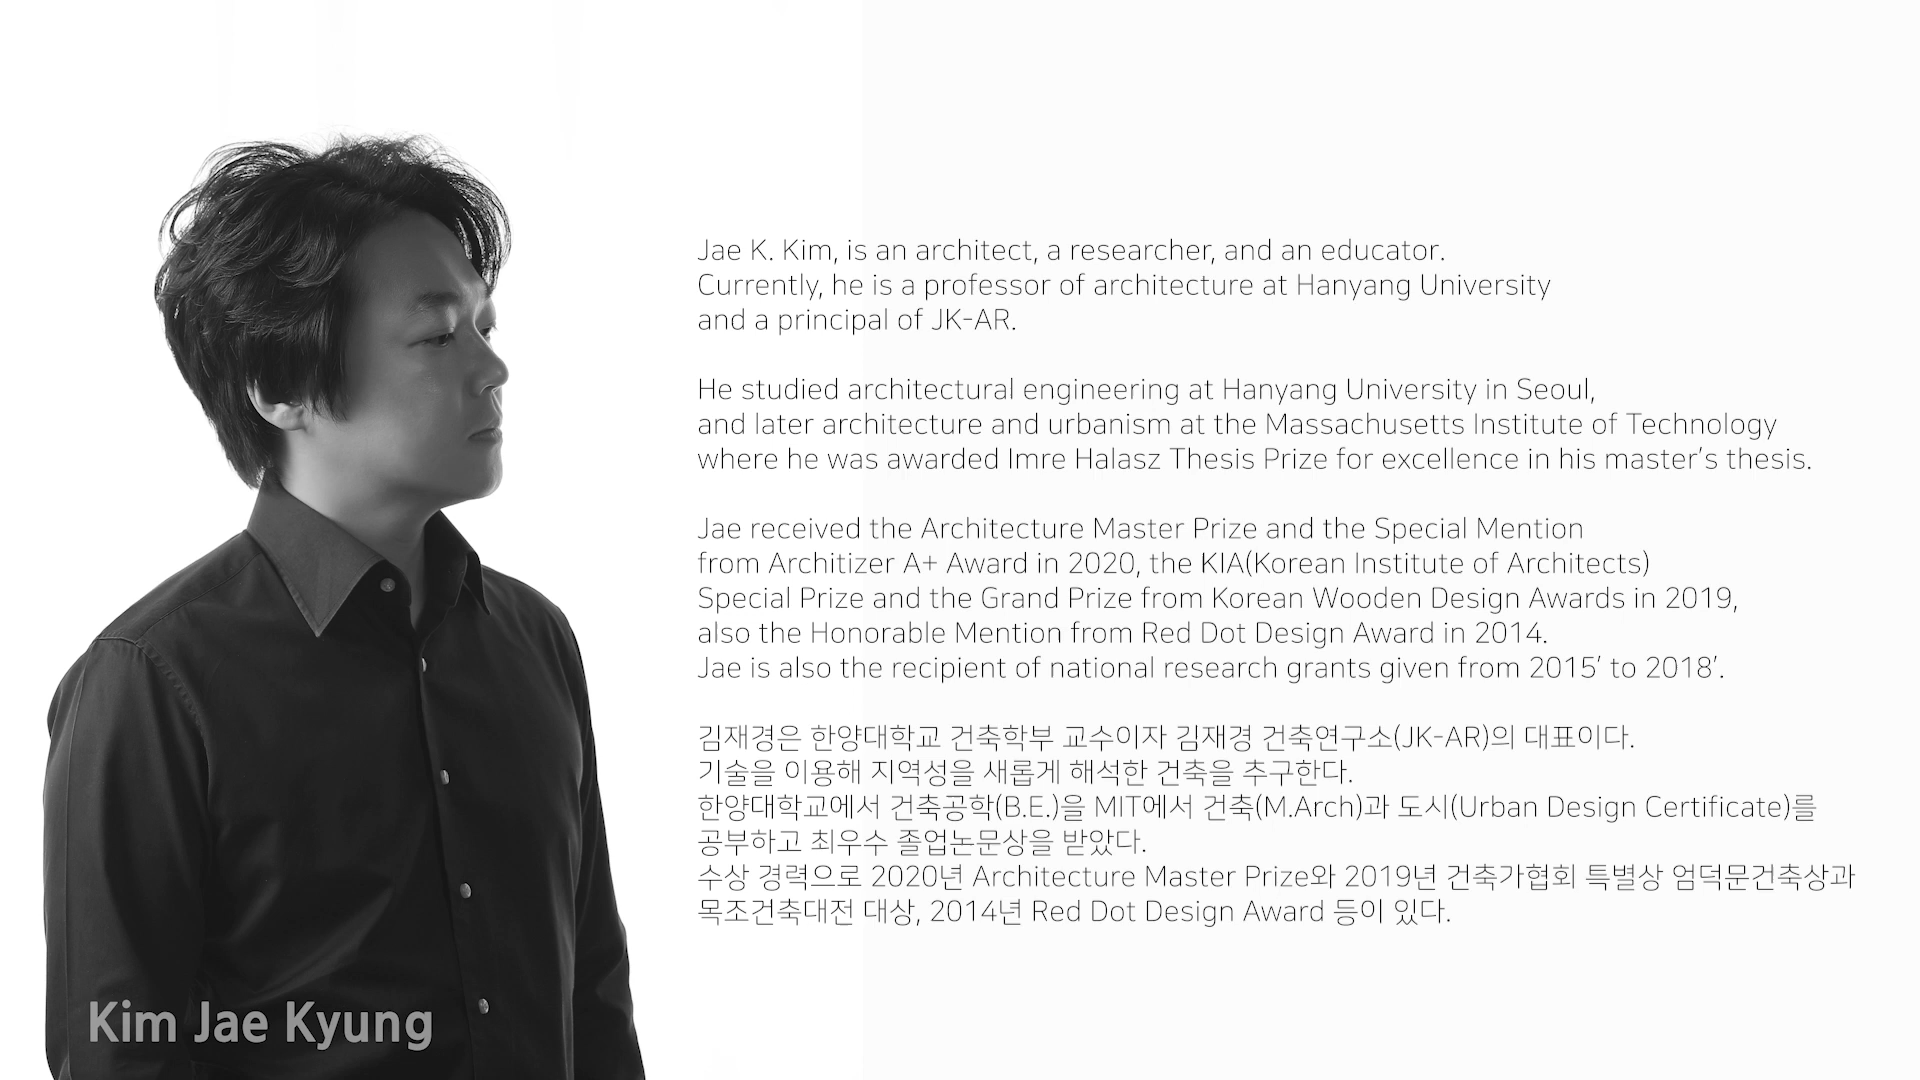 Jae K. Kim, is an architect, a researcher, and an educator.
Currently, he is a professor of architecture at Hanyang University
and a principal of JK-AR.
He studied architectural engineering at Hanyang University in Seoul,
and later architecture and urbanism at the Massachusetts Institute of Technology
where he was awarded Imre Halasz Thesis Prize for excellence in his master's thesis.
Jae received the Architecture Master Prize and the Special Mention
from Architizer A+ Award in 2020, the KIA(Korean Institute of Architects)
Special Prize and the Grand Prize from Korean Wooden Design Awards in 2019,
also the Honorable Mention from Red Dot Design Award in 2014.
Jae is also the recipient of national research grants given from 2015' to 2018'.
김재경은 한양대학교 건축학부 교수이자 김재경 건축연구소(JK-AR)의 대표이다.
기술을 이용해 지역성을 새롭게 해석한 건축을 추구한다.
한양대학교에서 건축공학(B.E.)을 MIT에서 건축(M.Arch)과 도시(Urban Design Certificate)를
공부하고 최우수 졸업논문상을 받았다.
수상 경력으로 2020년 Architecture Master Prize와 2019년 건축가협회 특별상 엄덕문건축상과
목조건축대전 대상, 2014년 Red Dot Design Award 등이 있다.
Kim Jae Kyung